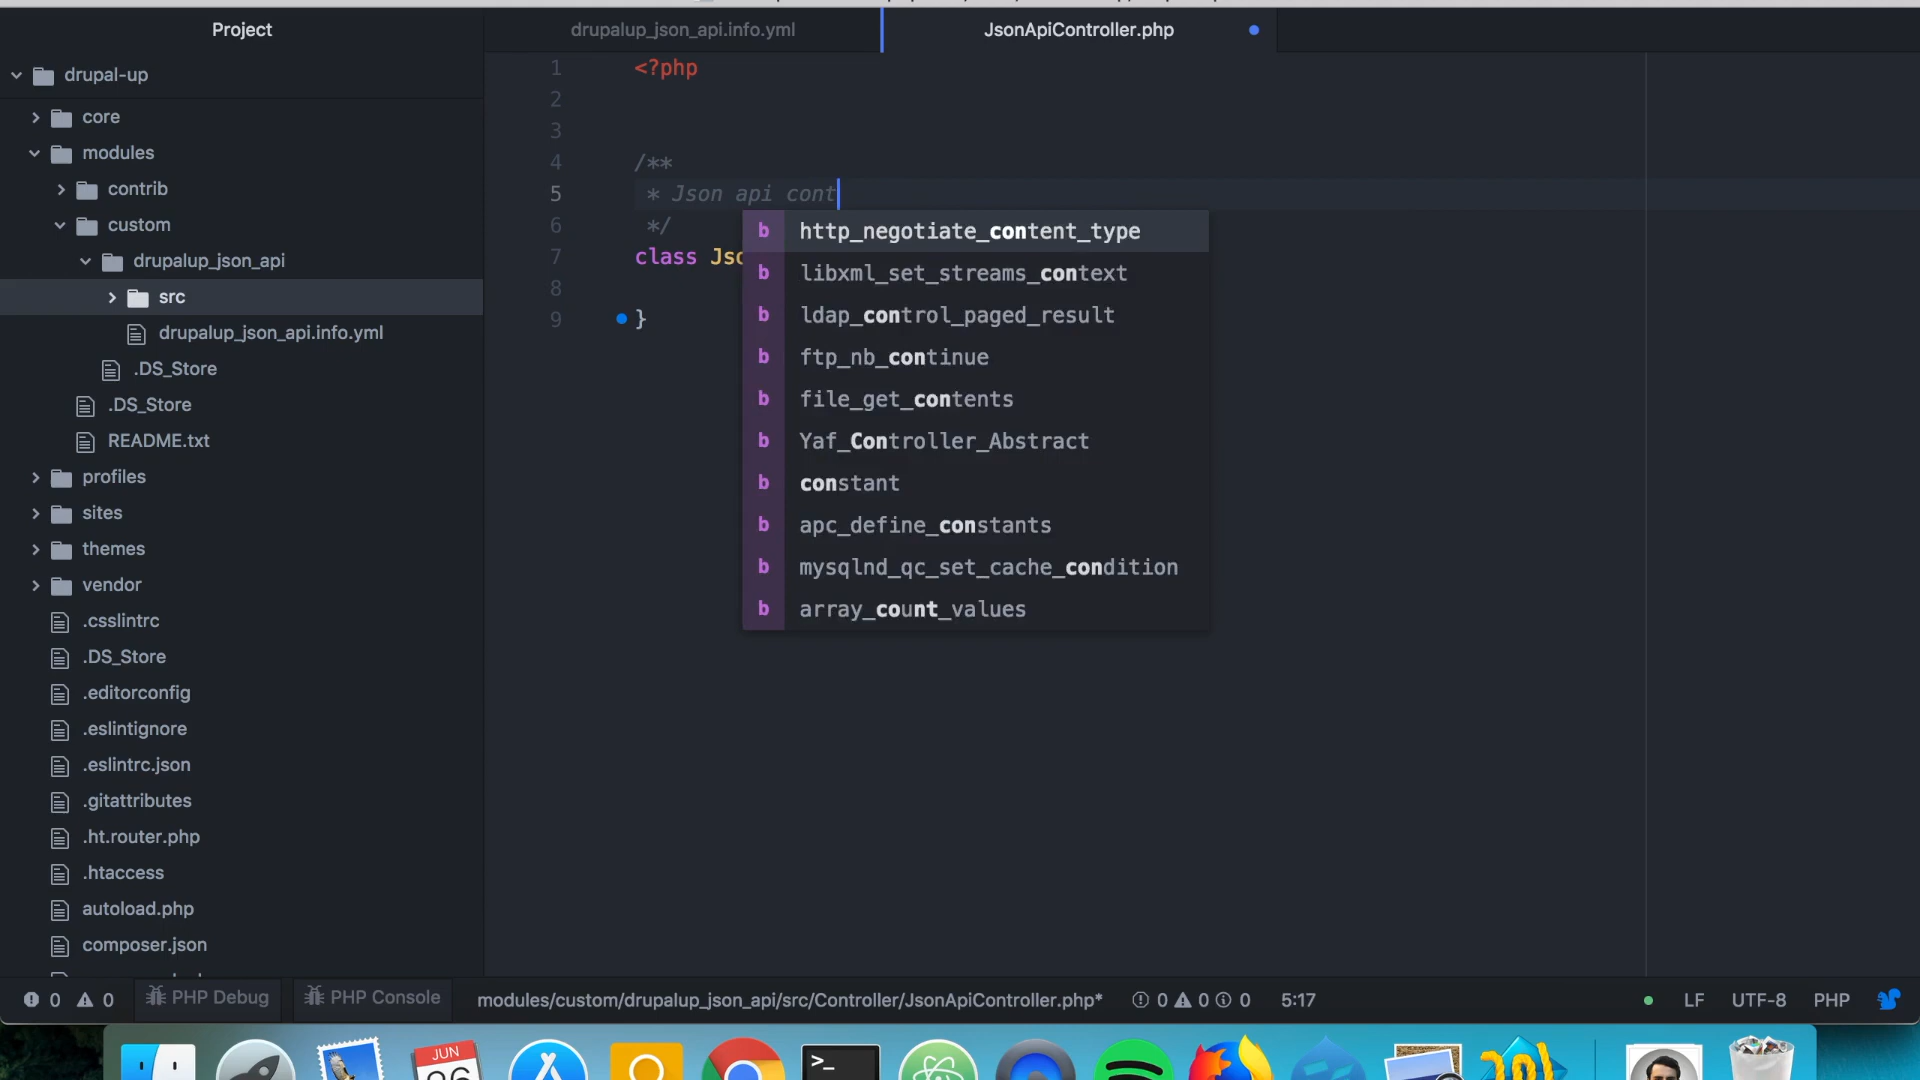 Project
drupal-up
core
modules
contrib
custom
drupalup_json_api
src
drupalup_json_api.info.yml
.DS_Store
.DS_Store
README.txt
profiles
sites
themes
vendor
.csslintrc
.DS_Store
.editorconfig
.eslintignore
.eslintrc.json
.gitattributes
.ht.router.php
.htaccess
autoload.php
composer.json
drupalup_json_api.info.yml
JsonApiController.php
1 <?php
2
3
4 /**
5 * Json api cont
6 */
7 class Jso
8
9 }
b http_negotiate_content_type
b libxml_set_streams_context
b ldap_control_paged_result
b ftp_nb_continue
b file_get_contents
b Yaf_Controller_Abstract
b constant
b apc_define_constants
b mysqlnd_qc_set_cache_condition
b array_count_values
0 0 PHP Debug PHP Console modules/custom/drupalup_json_api/src/Controller/JsonApiController.php* 0 0 0 5:17 LF UTF-8 PHP
JUN
26
>_